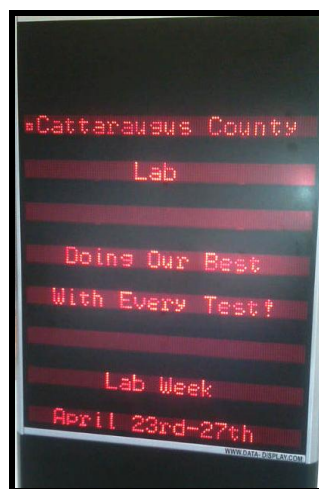 Cattaraugus County
Lab
Doing Our Best
With Every Test!
Lab Week
April 23rd-27th
WWW.DATA-DISPLAY.COM